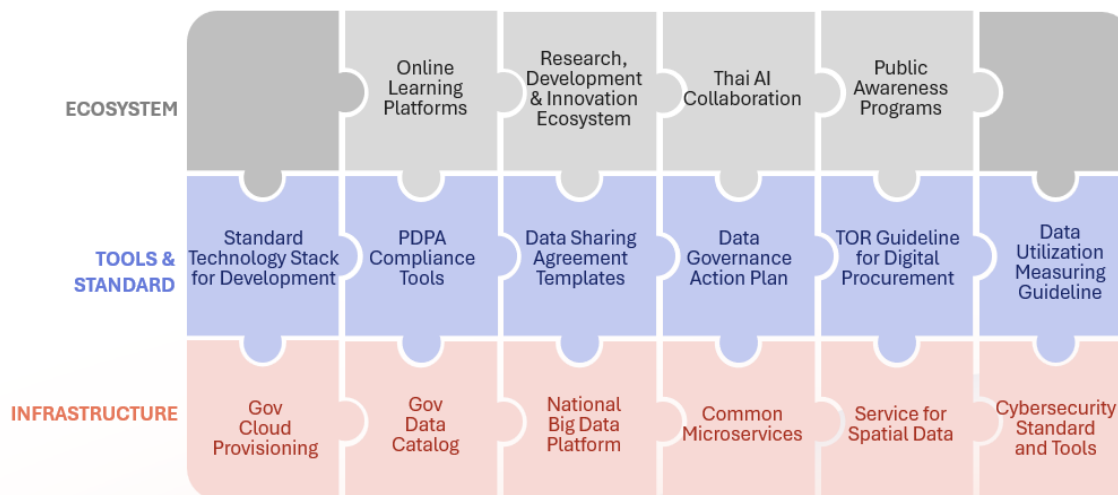 ECOSYSTEM
Online
Learning
Platforms
Research,
Development
& Innovation
Ecosystem
Thai AI
Collaboration
Public
Awareness
Programs
TOOLS &
STANDARD
Standard
Technology Stack
for Development
PDPA
Compliance
Tools
Data Sharing
Agreement
Templates
Data
Governance
Action Plan
TOR Guideline
for Digital
Procurement
Data
Utilization
Measuring
Guideline
INFRASTRUCTURE
Gov
Cloud
Provisioning
Gov
Data
Catalog
National
Big Data
Platform
Common
Microservices
Service for
Spatial Data
Cybersecurity
Standard
and Tools